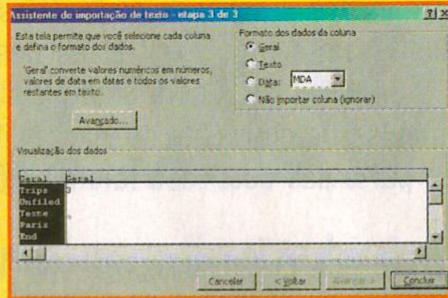 Assistente de importação de texto - etapa 3 de 3
Esta tela permite que você selecione cada coluna
e defina o formato dos dados.
'Geral' converte valores numéricos em números,
valores de data em datas e todos os valores
restantes em texto.
Avançado...
Formato dos dados da coluna
Geral
Texto
Data: MDA
Não importar coluna (ignorar)
Visualização dos dados
Geral Geral
Trips
Unfiled
Teste
Paris
End
Cancelar < Voltar Avançar > Concluir